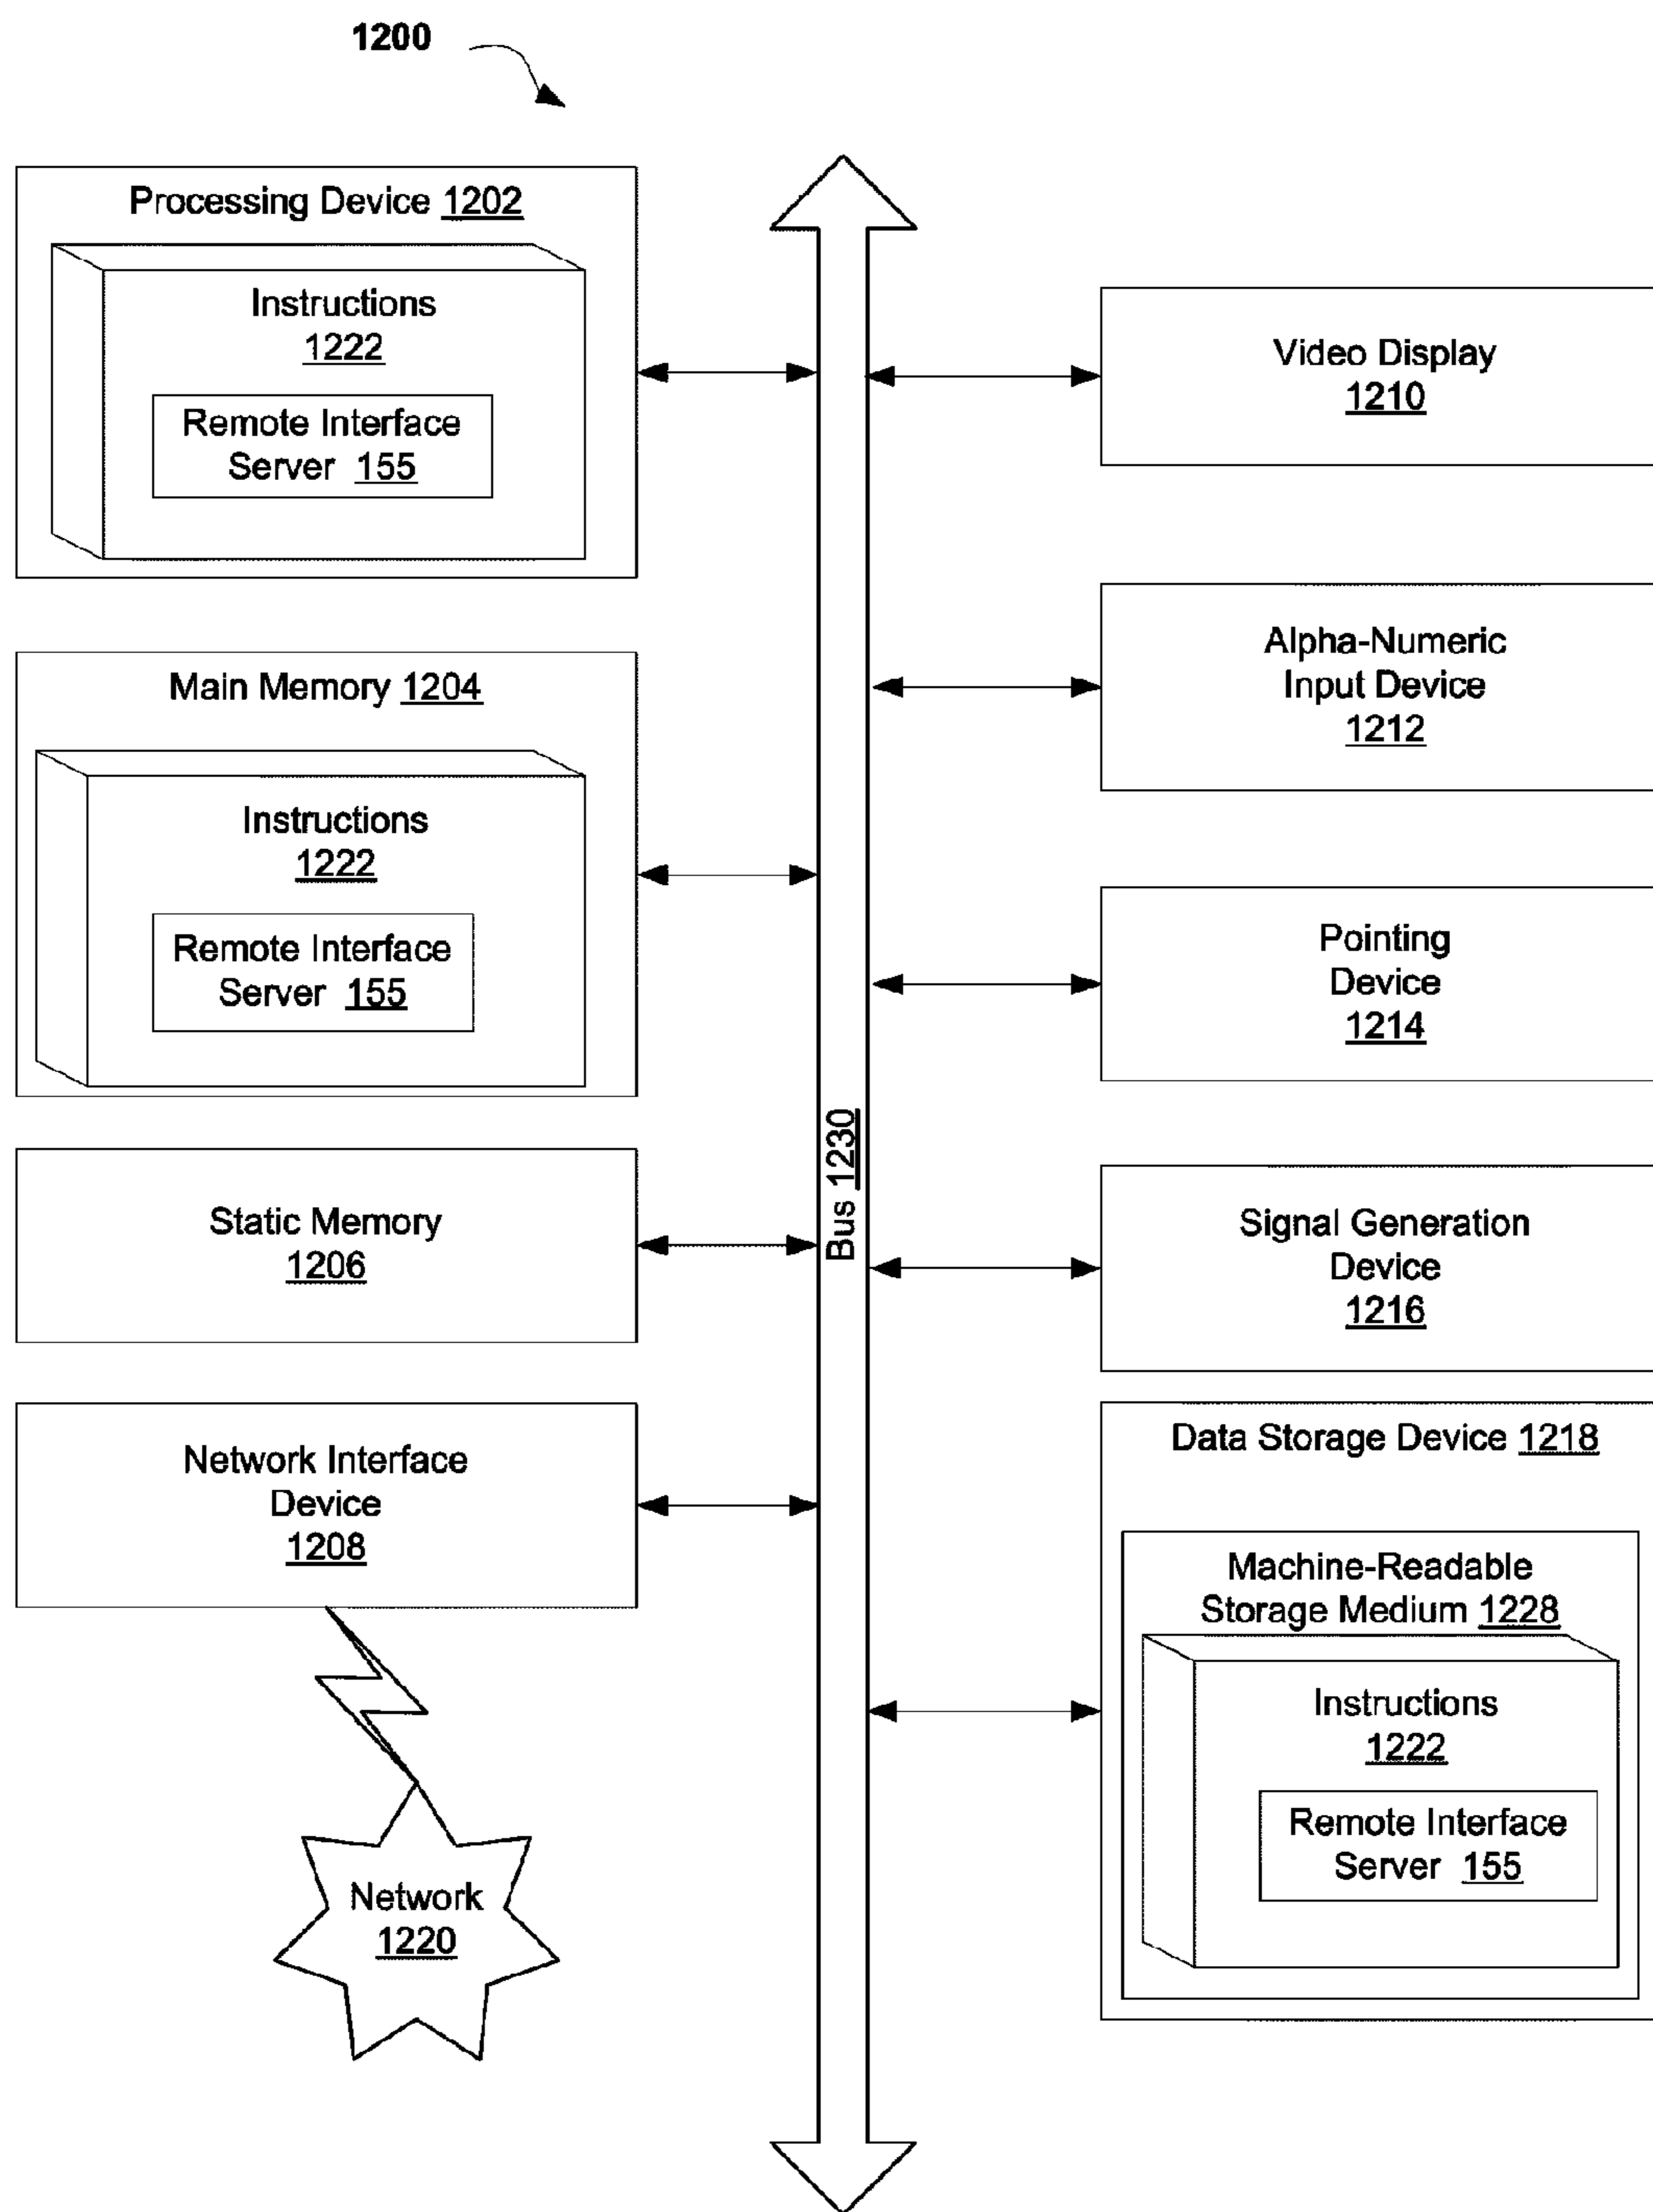 1200
Processing Device 1202
Instructions
1222
Remote Interface
Server 155
Main Memory 1204
Instructions
1222
Remote Interface
Server 155
Static Memory
1206
Network Interface
Device
1208
Network
1220
Bus 1230
Video Display
1210
Alpha-Numeric
Input Device
1212
Pointing
Device
1214
Signal Generation
Device
1216
Data Storage Device 1218
Machine-Readable
Storage Medium 1228
Instructions
1222
Remote Interface
Server 155